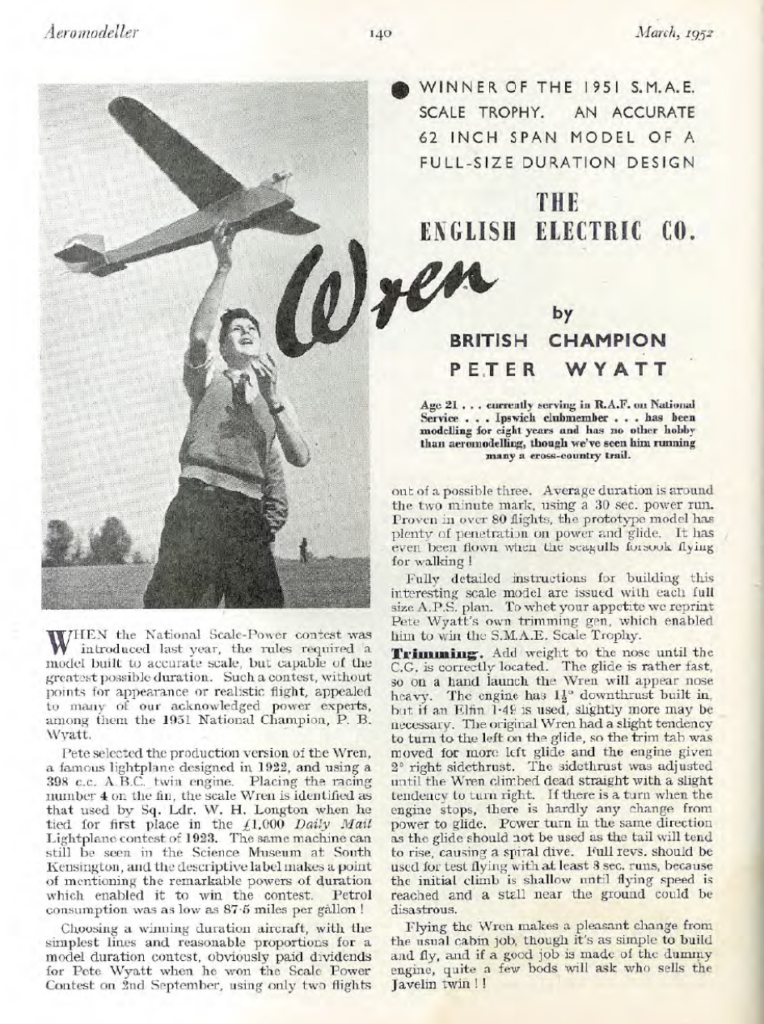 Aeromodeller 140 March, 1952
● WINNER OF THE 1951 S.M.A.E.
SCALE TROPHY. AN ACCURATE
62 INCH SPAN MODEL OF A
FULL-SIZE DURATION DESIGN
THE
ENGLISH ELECTRIC CO.
Wren
by
BRITISH CHAMPION
PETER WYATT
Age 21 . . . currently serving in R.A.F. on National
Service . . . Ipswich clubmember . . . has been
modelling for eight years and has no other hobby
than aeromodelling, though we've seen him running
many a cross-country trail.
WHEN the National Scale-Power contest was
introduced last year, the rules required a
model built to accurate scale, but capable of the
greatest possible duration. Such a contest, without
points for appearance or realistic flight, appealed
to many of our acknowledged power experts,
among them the 1951 National Champion, P. B.
Wyatt.
Pete selected the production version of the Wren,
a famous lightplane designed in 1922, and using a
398 c.c. A.B.C. twin engine. Placing the racing
number 4 on the fin, the scale Wren is identified as
that used by Sq. Ldr. W. H. Longton when he
tied for first place in the £1,000 Daily Mail
Lightplane contest of 1923. The same machine can
still be seen in the Science Museum at South
Kensington, and the descriptive label makes a point
of mentioning the remarkable powers of duration
which enabled it to win the contest. Petrol
consumption was as low as 87·5 miles per gallon !
Choosing a winning duration aircraft, with the
simplest lines and reasonable proportions for a
model duration contest, obviously paid dividends
for Pete Wyatt when he won the Scale Power
Contest on 2nd September, using only two flights
out of a possible three. Average duration is around
the two minute mark, using a 30 sec. power run.
Proven in over 80 flights, the prototype model has
plenty of penetration on power and glide. It has
even been flown when the seagulls forsook flying
for walking !
Fully detailed instructions for building this
interesting scale model are issued with each full
size A.P.S. plan. To whet your appetite we reprint
Pete Wyatt's own trimming gen, which enabled
him to win the S.M.A.E. Scale Trophy.
Trimming. Add weight to the nose until the
C.G. is correctly located. The glide is rather fast,
so on a hand launch the Wren will appear nose
heavy. The engine has 1½° downthrust built in,
but if an Elfin 1·49 is used, slightly more may be
necessary. The original Wren had a slight tendency
to turn to the left on the glide, so the trim tab was
moved for more left glide and the engine given
2° right sidethrust. The sidethrust was adjusted
until the Wren climbed dead straight with a slight
tendency to turn right. If there is a turn when the
engine stops, there is hardly any change from
power to glide. Power turn in the same direction
as the glide should not be used as the tail will tend
to rise, causing a spiral dive. Full revs. should be
used for test flying with at least 8 sec. runs, because
the initial climb is shallow until flying speed is
reached and a stall near the ground could be
disastrous.
Flying the Wren makes a pleasant change from
the usual cabin job, though it's as simple to build
and fly, and if a good job is made of the dummy
engine, quite a few bods will ask who sells the
Javelin twin ! !